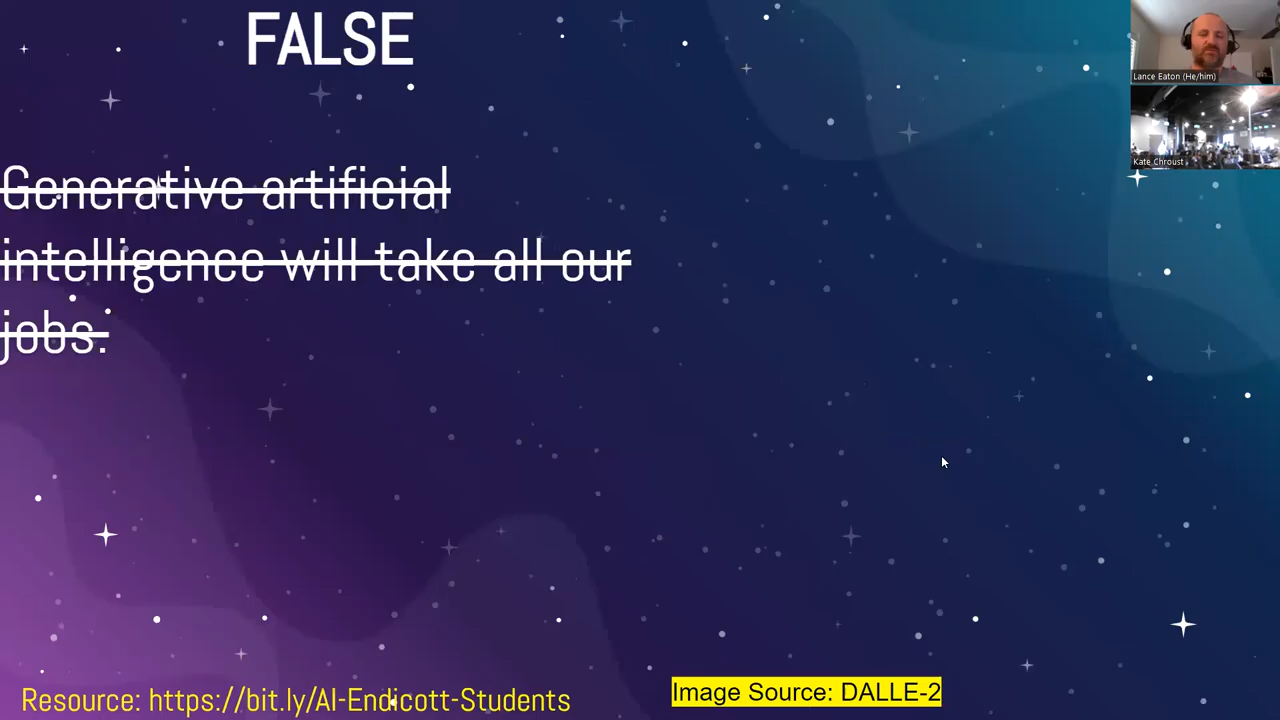 FALSE
Generative artificial
intelligence will take all our
jobs.
Resource: https://bit.ly/AI-Endicott-Students
Image Source: DALLE-2
Lance Eaton (He/him)
Kate Chroust